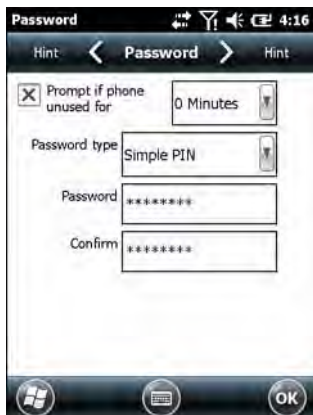 Password 4:16
Hint Password Hint
Prompt if phone
unused for
0 Minutes
Password type
Simple PIN
Password
********
Confirm
********
OK